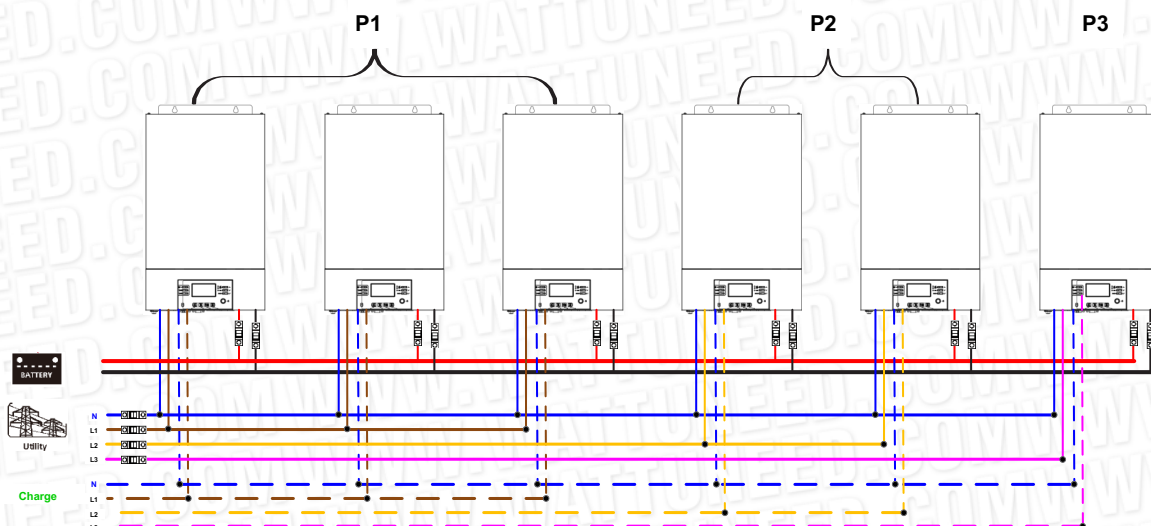 P1
P2
P3
BATTERY
N
L1
L2
L3
Utility
N
L1
L2
Charge
WWW.WATTUNEED.COM